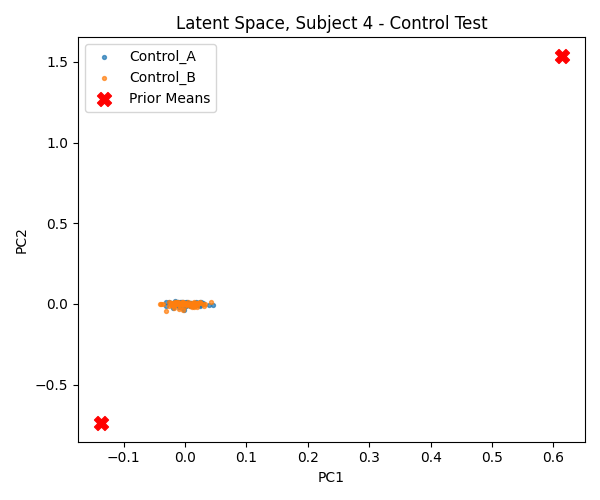 Latent Space, Subject 4 - Control Test
Control_A
Control_B
Prior Means
PC2
1.5
1.0
0.5
0.0
−0.5
−0.1
0.0
0.1
0.2
0.3
0.4
0.5
0.6
PC1